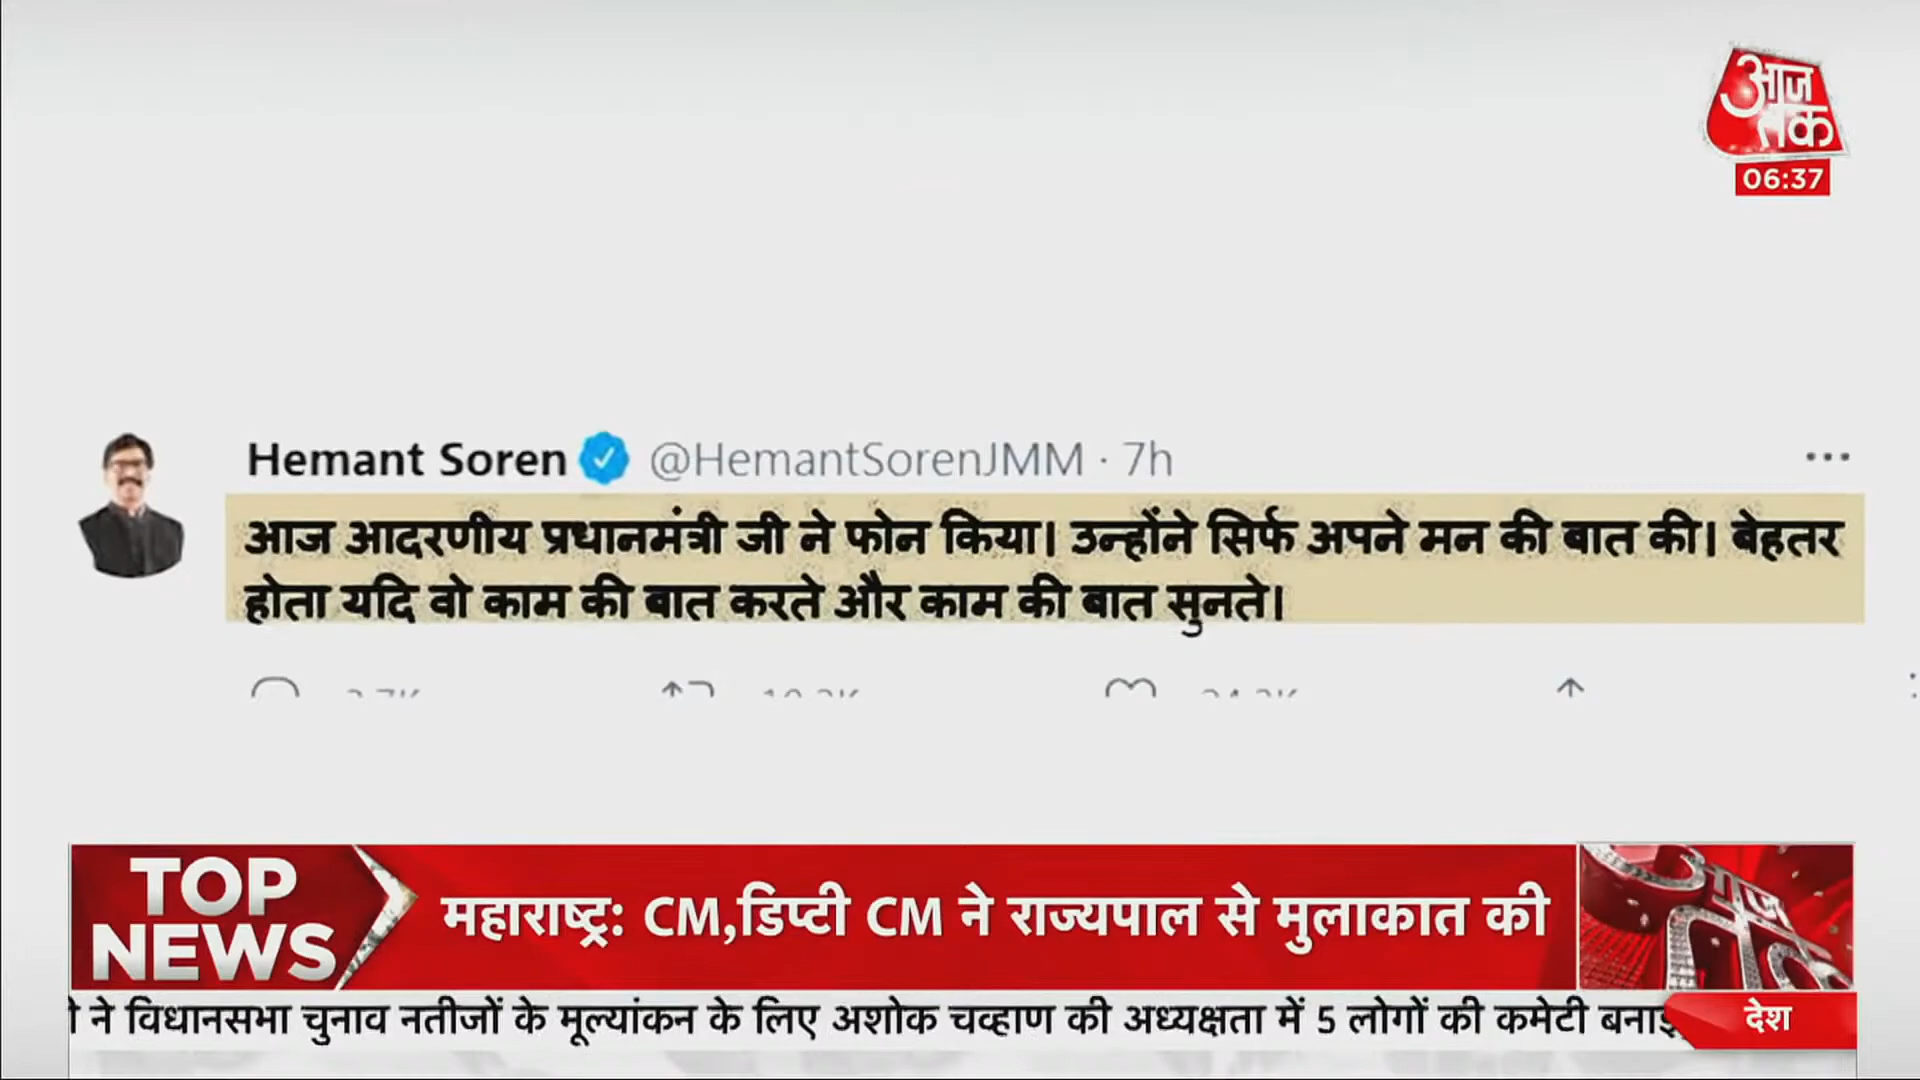 आज
तक
06:37
Hemant Soren @HemantSorenJMM · 7h
आज आदरणीय प्रधानमंत्री जी ने फोन किया। उन्होंने सिर्फ अपने मन की बात की। बेहतर
होता यदि वो काम की बात करते और काम की बात सुनते।
TOP
NEWS
महाराष्ट्र: CM,डिप्टी CM ने राज्यपाल से मुलाकात की
ने विधानसभा चुनाव नतीजों के मूल्यांकन के लिए अशोक चव्हाण की अध्यक्षता में 5 लोगों की कमेटी
देश